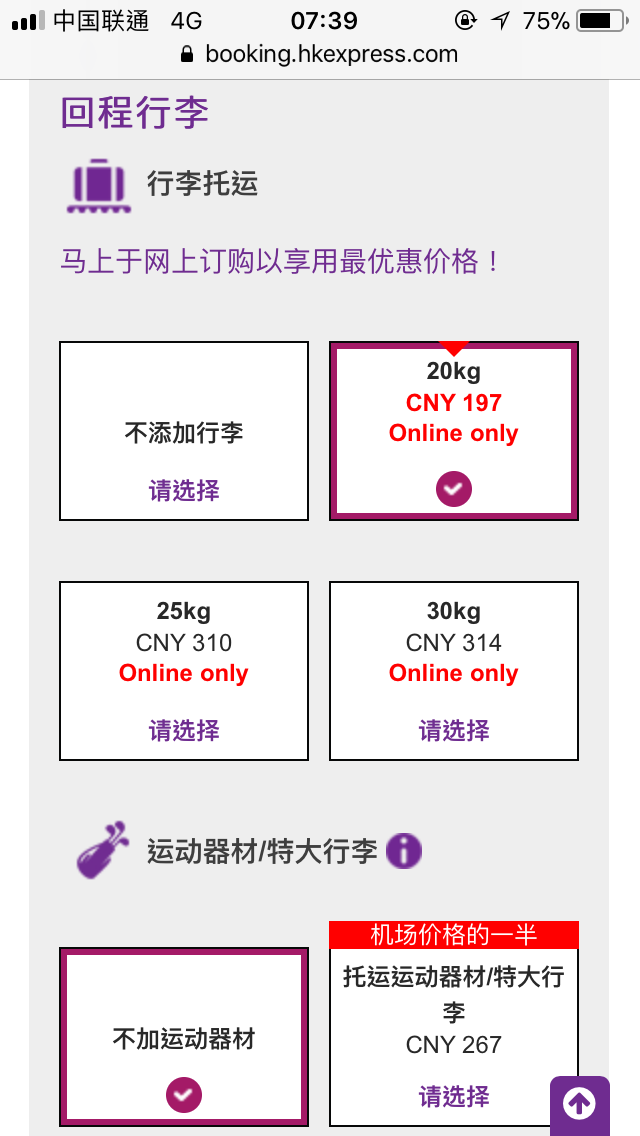 中国联通 4G 07:39 75%
booking.hkexpress.com
回程行李
行李托运
马上于网上订购以享用最优惠价格！
不添加行李
请选择
20kg
CNY 197
Online only
25kg
CNY 310
Online only
请选择
30kg
CNY 314
Online only
请选择
运动器材/特大行李
不加运动器材
机场价格的一半
托运运动器材/特大行
李
CNY 267
请选择